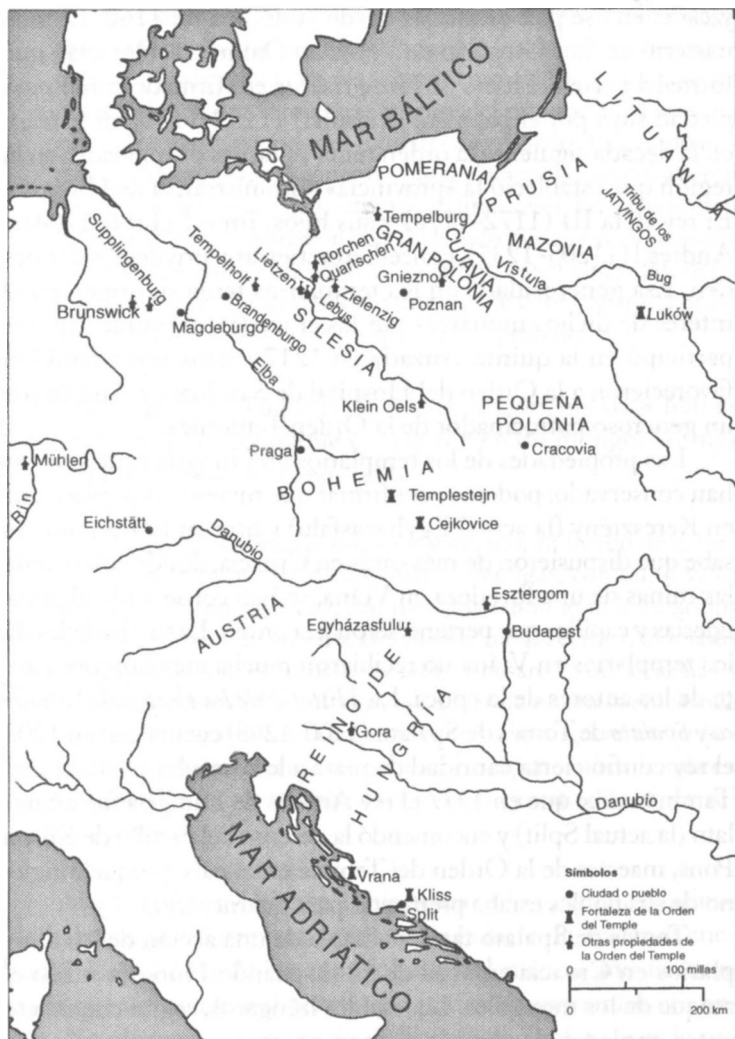 MAR BÁLTICO
LITUAN
POMERANIA
PRUSIA
Tribu de los
ATVINGOS
Tempelburg
MAZOVIA
CUJAVIA
GRAN POLONIA
Rorchen
Quartschen
Supplingenburg
Tempelhof
Lietzen
Lebus
Zielenzig
Gniezno
Vístula
Bug
Poznan
Brunswick
Magdeburgo
Brandenburgo
SILESIA
Luków
Elba
Klein Oels
PEQUEÑA
POLONIA
Praga
Cracovia
BOHEMIA
Mühlen
Rin
Templestejn
Eichstätt
Cejkovice
Danubio
Esztergom
AUSTRIA
Egyházasfulu
Budapest
REINO DE
HUNGRÍA
Gora
Danubio
MAR ADRIÁTICO
Vrana
Kliss
Split
Símbolos
Ciudad o pueblo
Fortaleza de la Orden
del Temple
Otras propiedades de
la Orden del Temple
0 100 millas
0 200 km